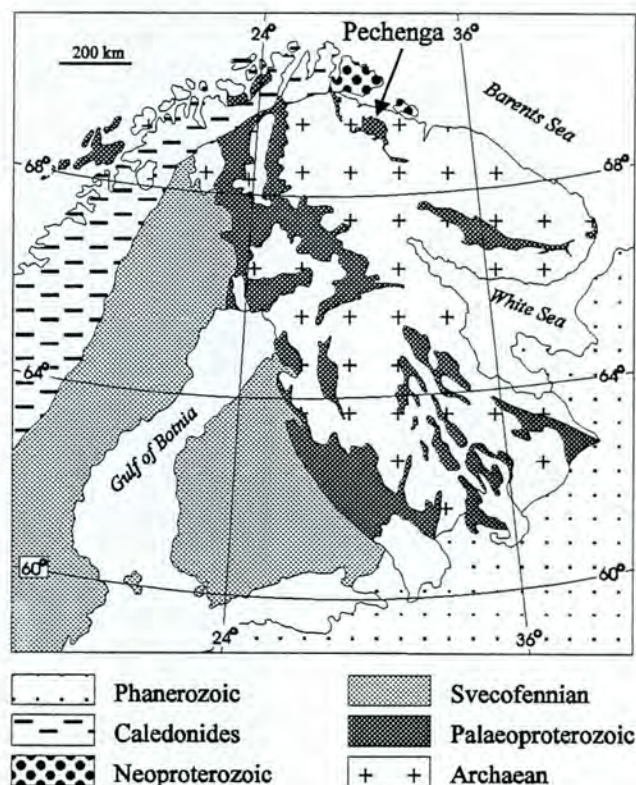 24° Pechenga 36°
200 km
Barents Sea
68° 68°
White Sea
64° 64°
Gulf of Botnia
60° 60°
24° 36°
Phanerozoic Svecofennian
Caledonides Palaeoproterozoic
Neoproterozoic Archaean